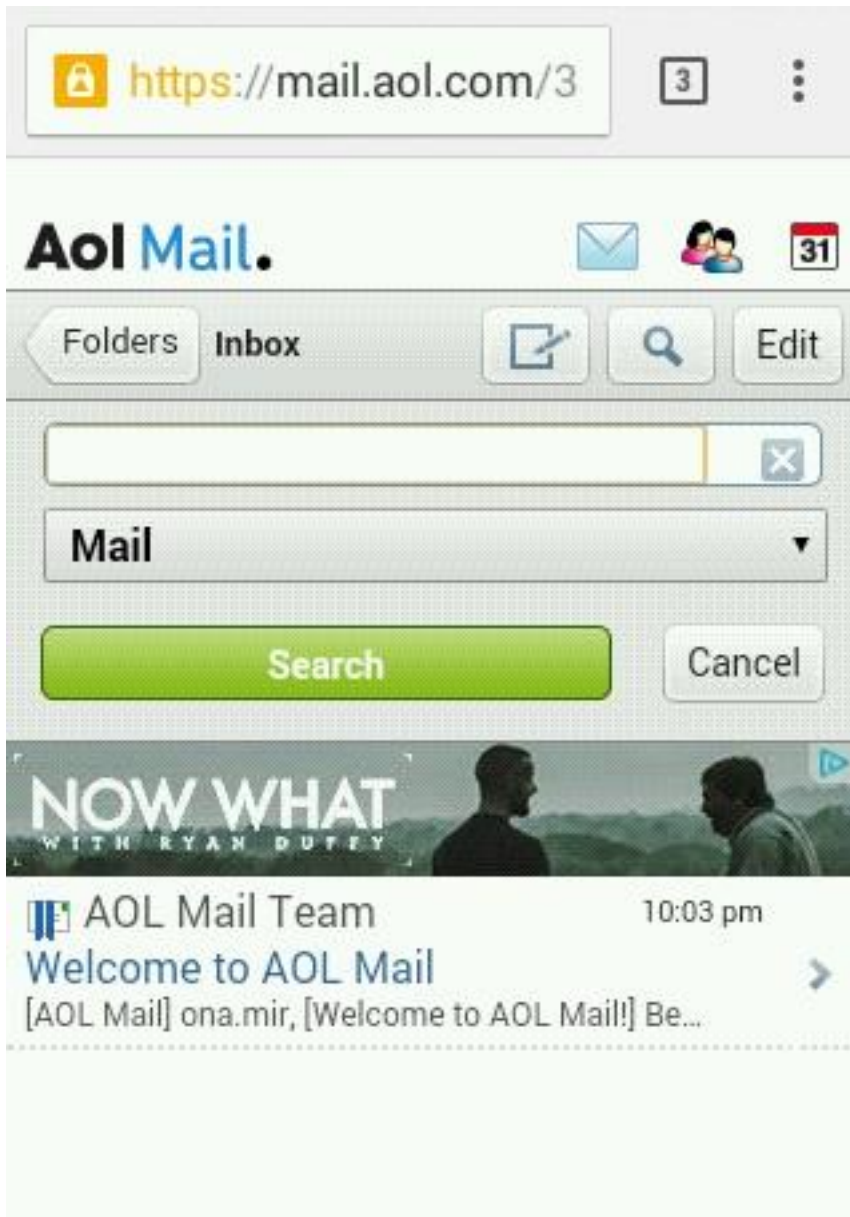 https://mail.aol.com/3 3
Aol Mail. 31
Folders Inbox Edit
Mail
Search Cancel
NOW WHAT
WITH RYAN DUFFY
AOL Mail Team 10:03 pm
Welcome to AOL Mail
[AOL Mail] ona.mir, [Welcome to AOL Mail!] Be...